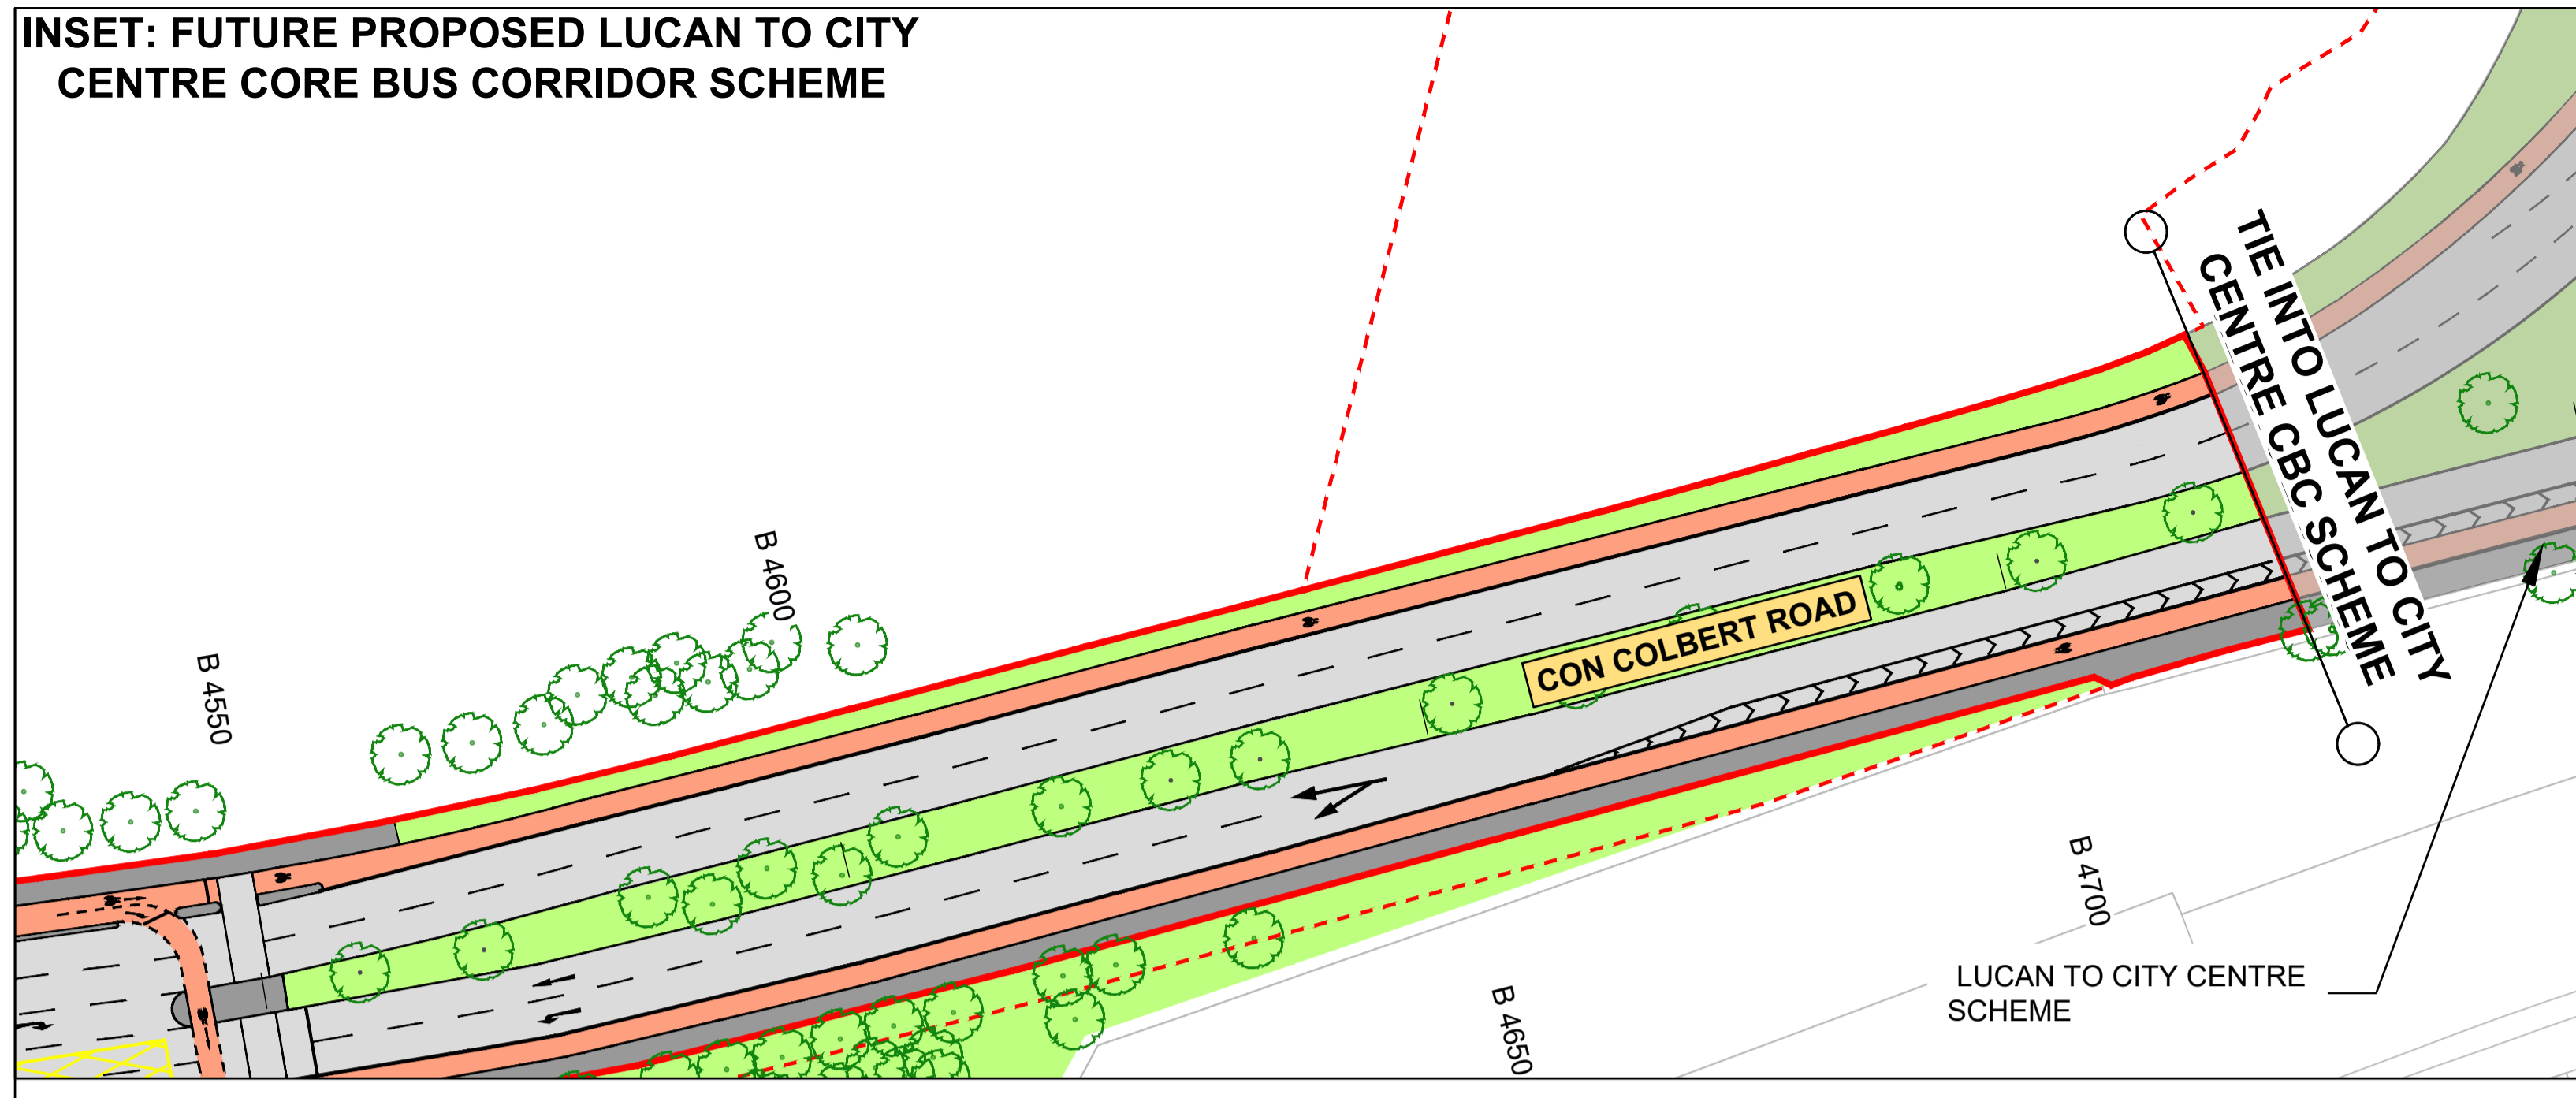 INSET: FUTURE PROPOSED LUCAN TO CITY
CENTRE CORE BUS CORRIDOR SCHEME
TIE INTO LUCAN TO CITY
CENTRE CBC SCHEME
B 4600
B 4550
CON COLBERT ROAD
B 4700
LUCAN TO CITY CENTRE
SCHEME
B 4650